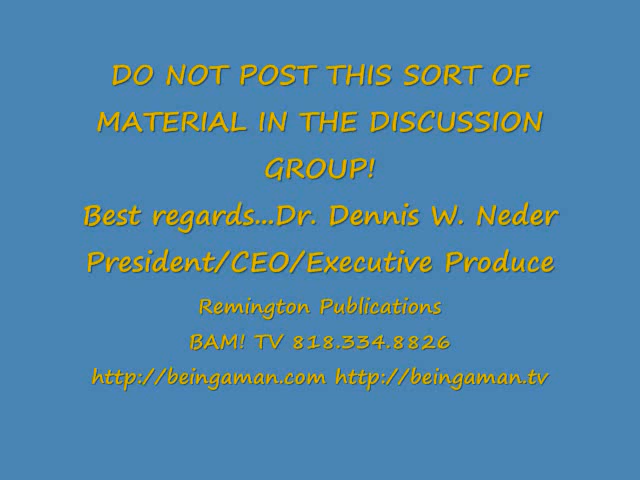 DO NOT POST THIS SORT OF
MATERIAL IN THE DISCUSSION
GROUP!
Best regards...Dr. Dennis W. Neder
President/CEO/Executive Produce
Remington Publications
BAM! TV 818.334.8826
http://beingaman.com http://beingaman.tv